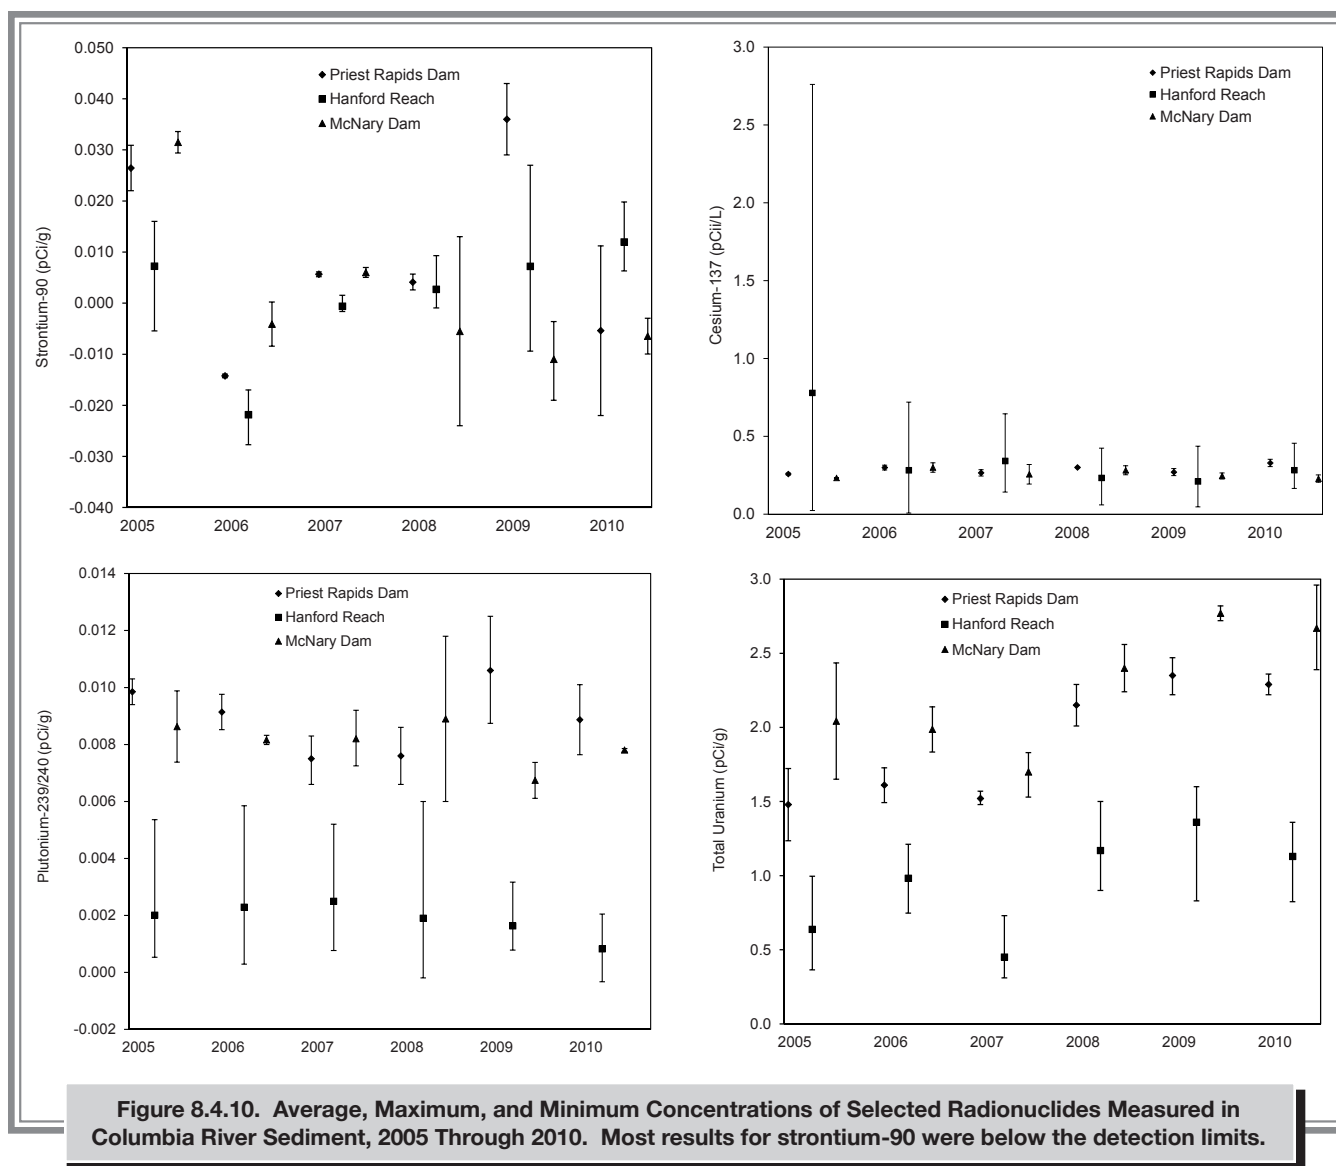 0.050
0.040
0.030
0.020
0.010
0.000
-0.010
-0.020
-0.030
-0.040
Strontium-90 (pCi/g)
Priest Rapids Dam
Hanford Reach
McNary Dam
2005 2006 2007 2008 2009 2010
3.0
2.5
2.0
1.5
1.0
0.5
0.0
Cesium-137 (pCii/L)
Priest Rapids Dam
Hanford Reach
McNary Dam
2005 2006 2007 2008 2009 2010
0.014
0.012
0.010
0.008
0.006
0.004
0.002
0.000
-0.002
Plutonium-239/240 (pCi/g)
Priest Rapids Dam
Hanford Reach
McNary Dam
2005 2006 2007 2008 2009 2010
3.0
2.5
2.0
1.5
1.0
0.5
0.0
Total Uranium (pCi/g)
Priest Rapids Dam
Hanford Reach
McNary Dam
2005 2006 2007 2008 2009 2010
Figure 8.4.10. Average, Maximum, and Minimum Concentrations of Selected Radionuclides Measured in
Columbia River Sediment, 2005 Through 2010. Most results for strontium-90 were below the detection limits.